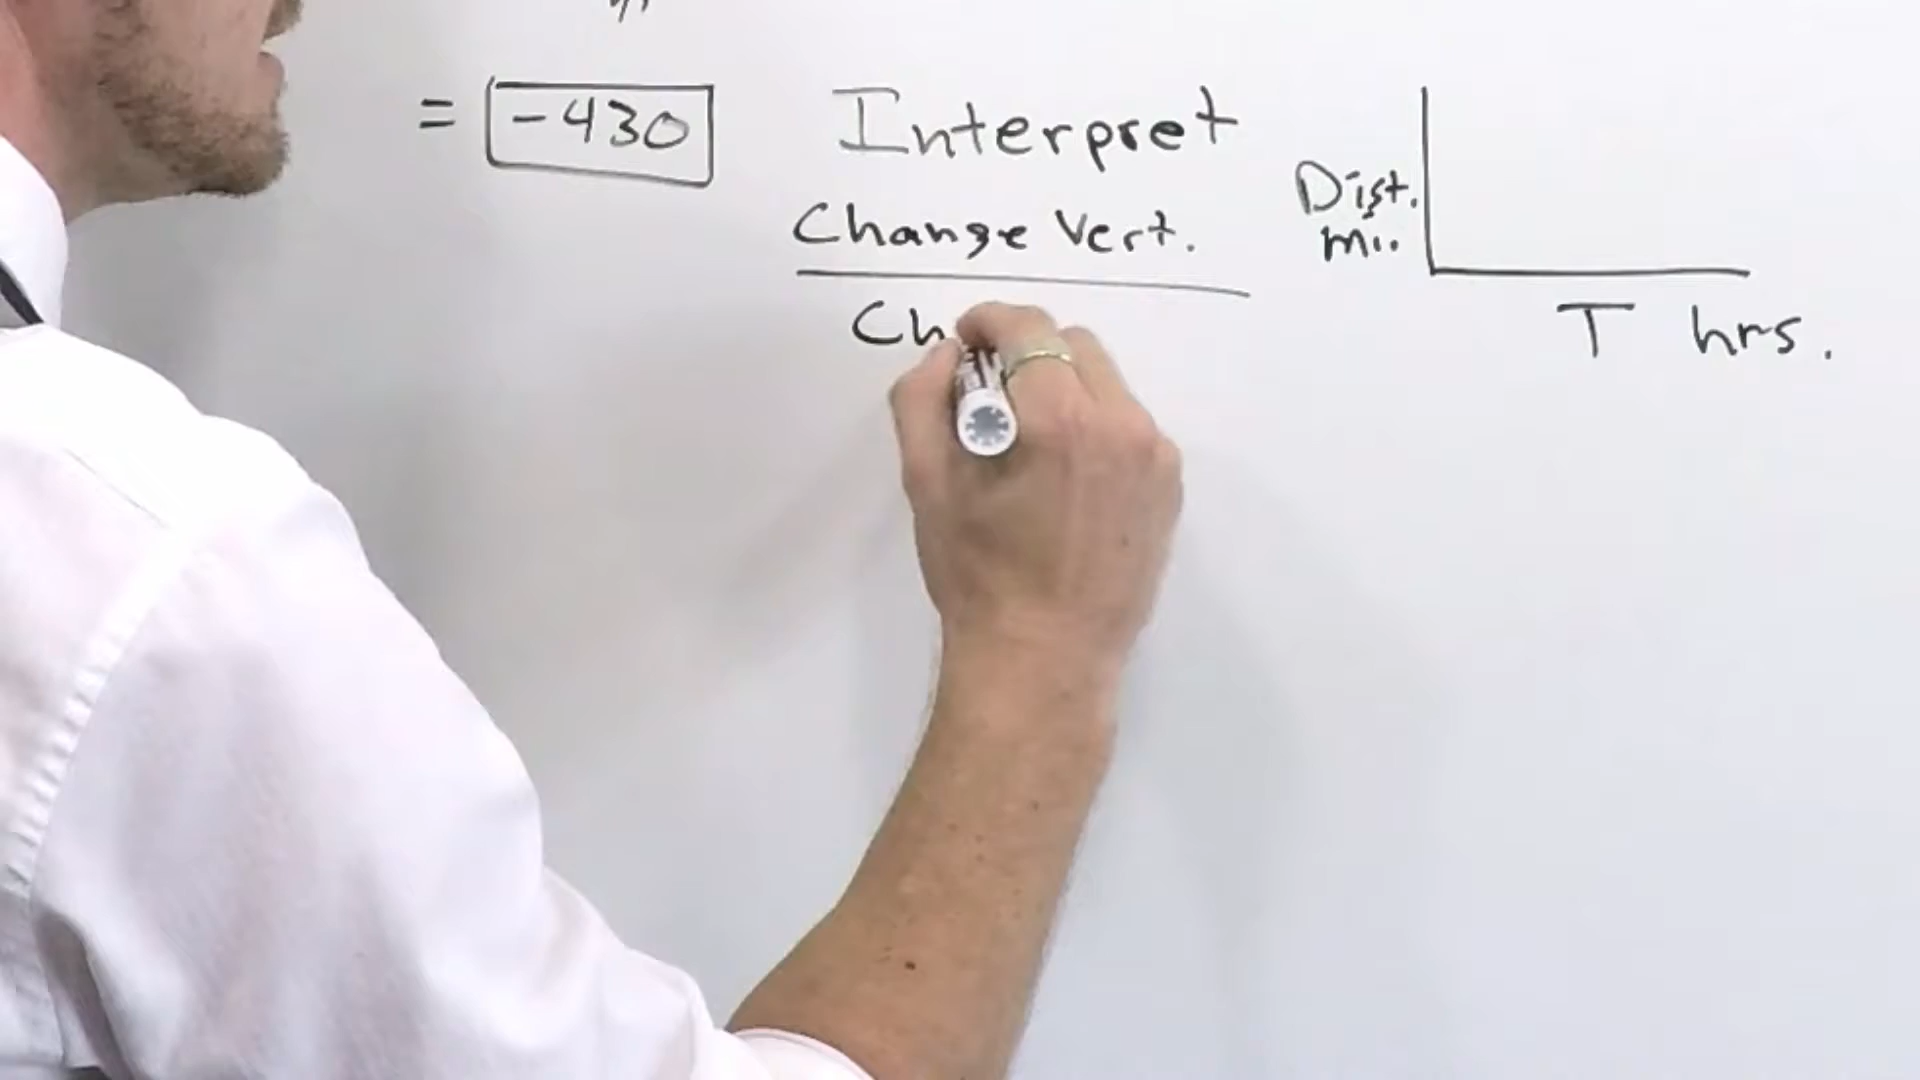 = -430
Interpret
Change Vert.
Ch
Dist.
mi.
T hrs.